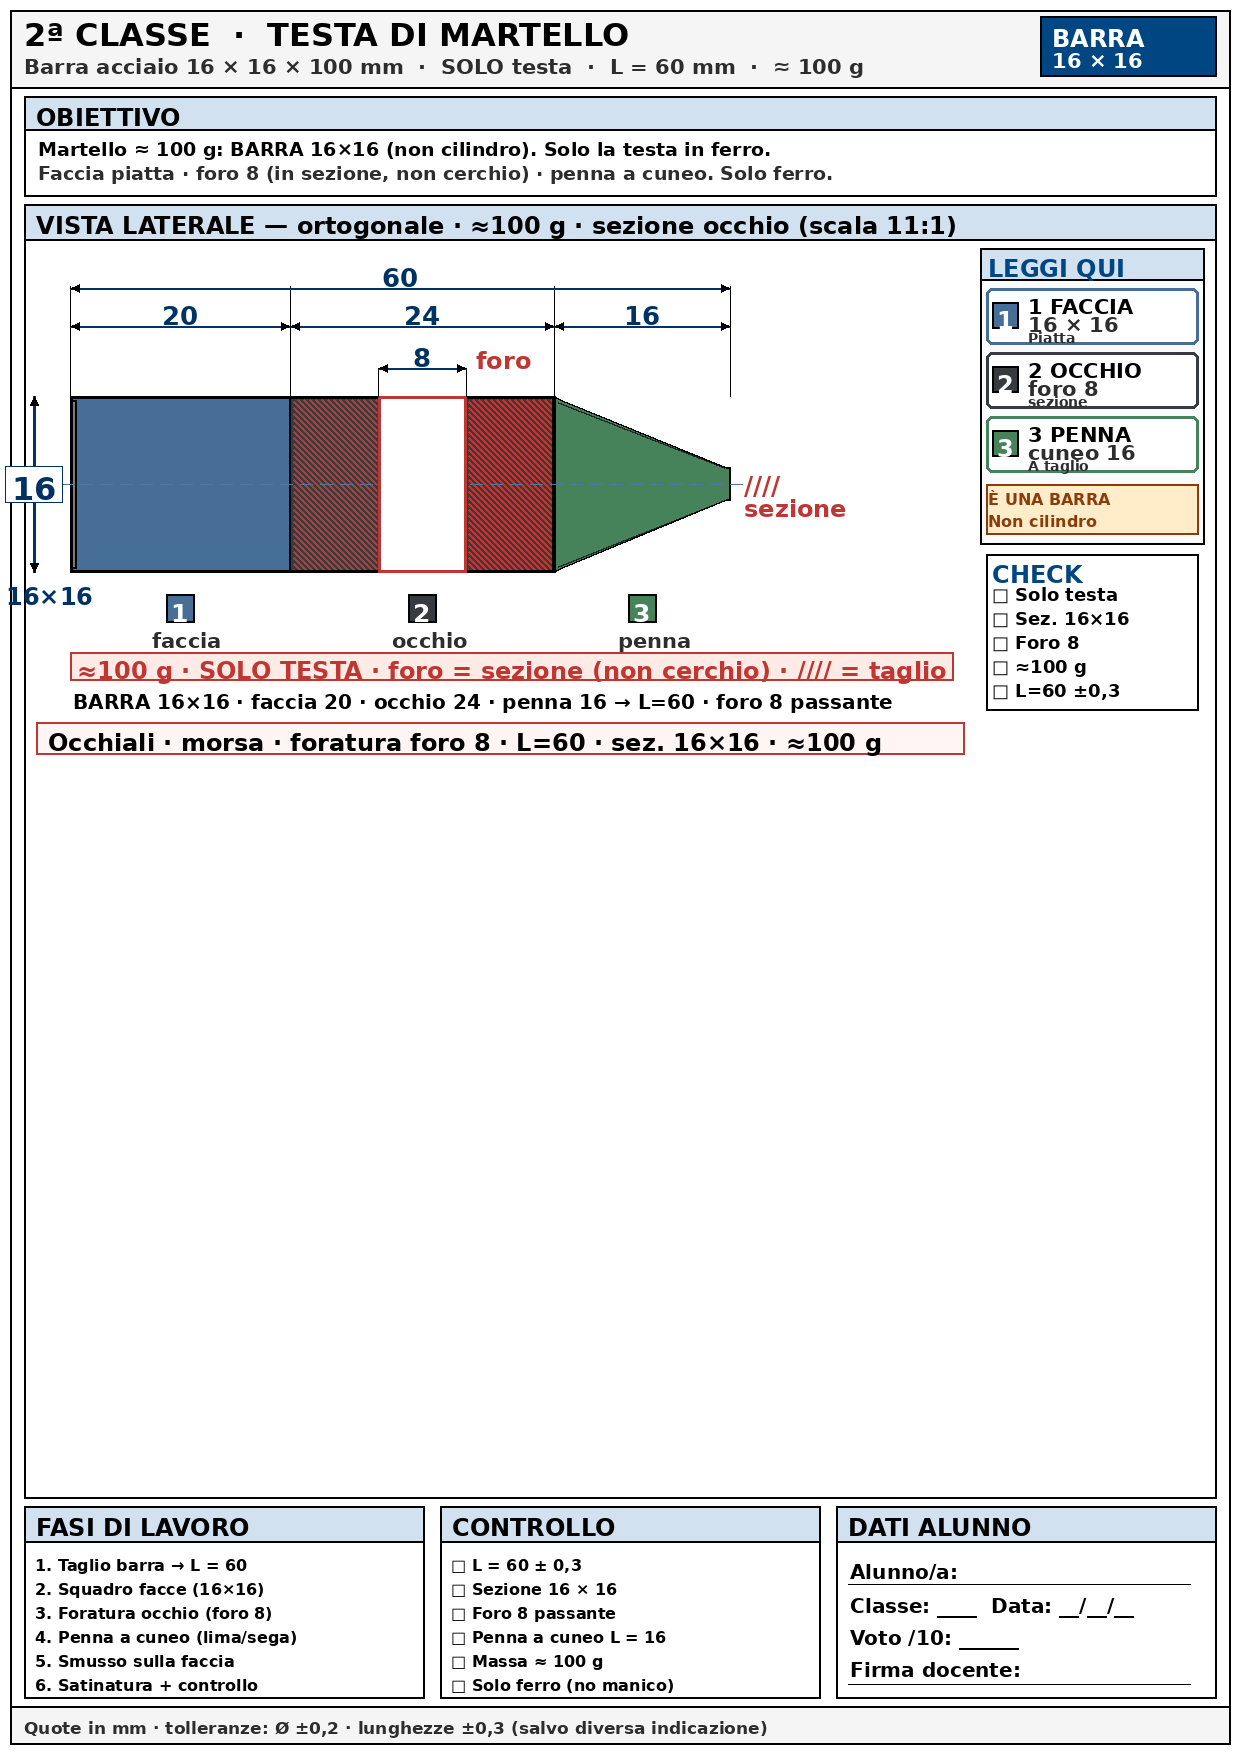 2ª CLASSE · TESTA DI MARTELLO
Barra acciaio 16 × 16 × 100 mm · SOLO testa · L = 60 mm · ≈ 100 g
BARRA
16 × 16
OBIETTIVO
Martello ≈ 100 g: BARRA 16×16 (non cilindro). Solo la testa in ferro.
Faccia piatta · foro 8 (in sezione, non cerchio) · penna a cuneo. Solo ferro.
VISTA LATERALE — ortogonale · ≈100 g · sezione occhio (scala 11:1)
60
20
24
16
8
foro
16
////
sezione
16×16
1
2
3
faccia
occhio
penna
≈100 g · SOLO TESTA · foro = sezione (non cerchio) · //// = taglio
BARRA 16×16 · faccia 20 · occhio 24 · penna 16 → L=60 · foro 8 passante
Occhiali · morsa · foratura foro 8 · L=60 · sez. 16×16 · ≈100 g
LEGGI QUI
1
1 FACCIA
16 × 16
Piatta
2
2 OCCHIO
foro 8
sezione
3
3 PENNA
cuneo 16
A taglio
È UNA BARRA
Non cilindro
CHECK
□ Solo testa
□ Sez. 16×16
□ Foro 8
□ ≈100 g
□ L=60 ±0,3
FASI DI LAVORO
1. Taglio barra → L = 60
2. Squadro facce (16×16)
3. Foratura occhio (foro 8)
4. Penna a cuneo (lima/sega)
5. Smusso sulla faccia
6. Satinatura + controllo
CONTROLLO
□ L = 60 ± 0,3
□ Sezione 16 × 16
□ Foro 8 passante
□ Penna a cuneo L = 16
□ Massa ≈ 100 g
□ Solo ferro (no manico)
DATI ALUNNO
Alunno/a:
Classe: ____ Data: __/__/__
Voto /10: ______
Firma docente:
Quote in mm · tolleranze: Ø ±0,2 · lunghezze ±0,3 (salvo diversa indicazione)